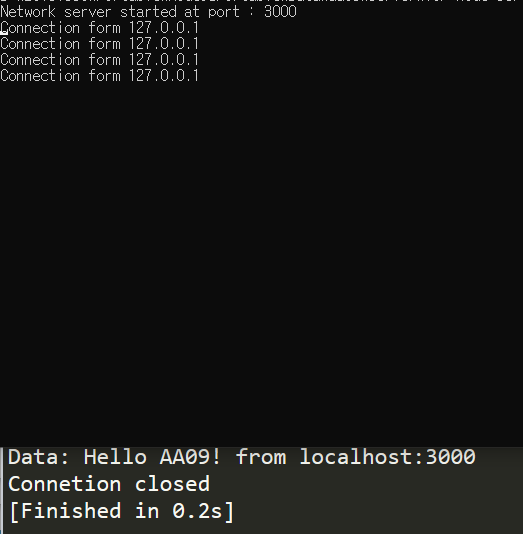 Network server started at port : 3000
Connection form 127.0.0.1
Connection form 127.0.0.1
Connection form 127.0.0.1
Connection form 127.0.0.1
Data: Hello AA09! from localhost:3000
Connetion closed
[Finished in 0.2s]